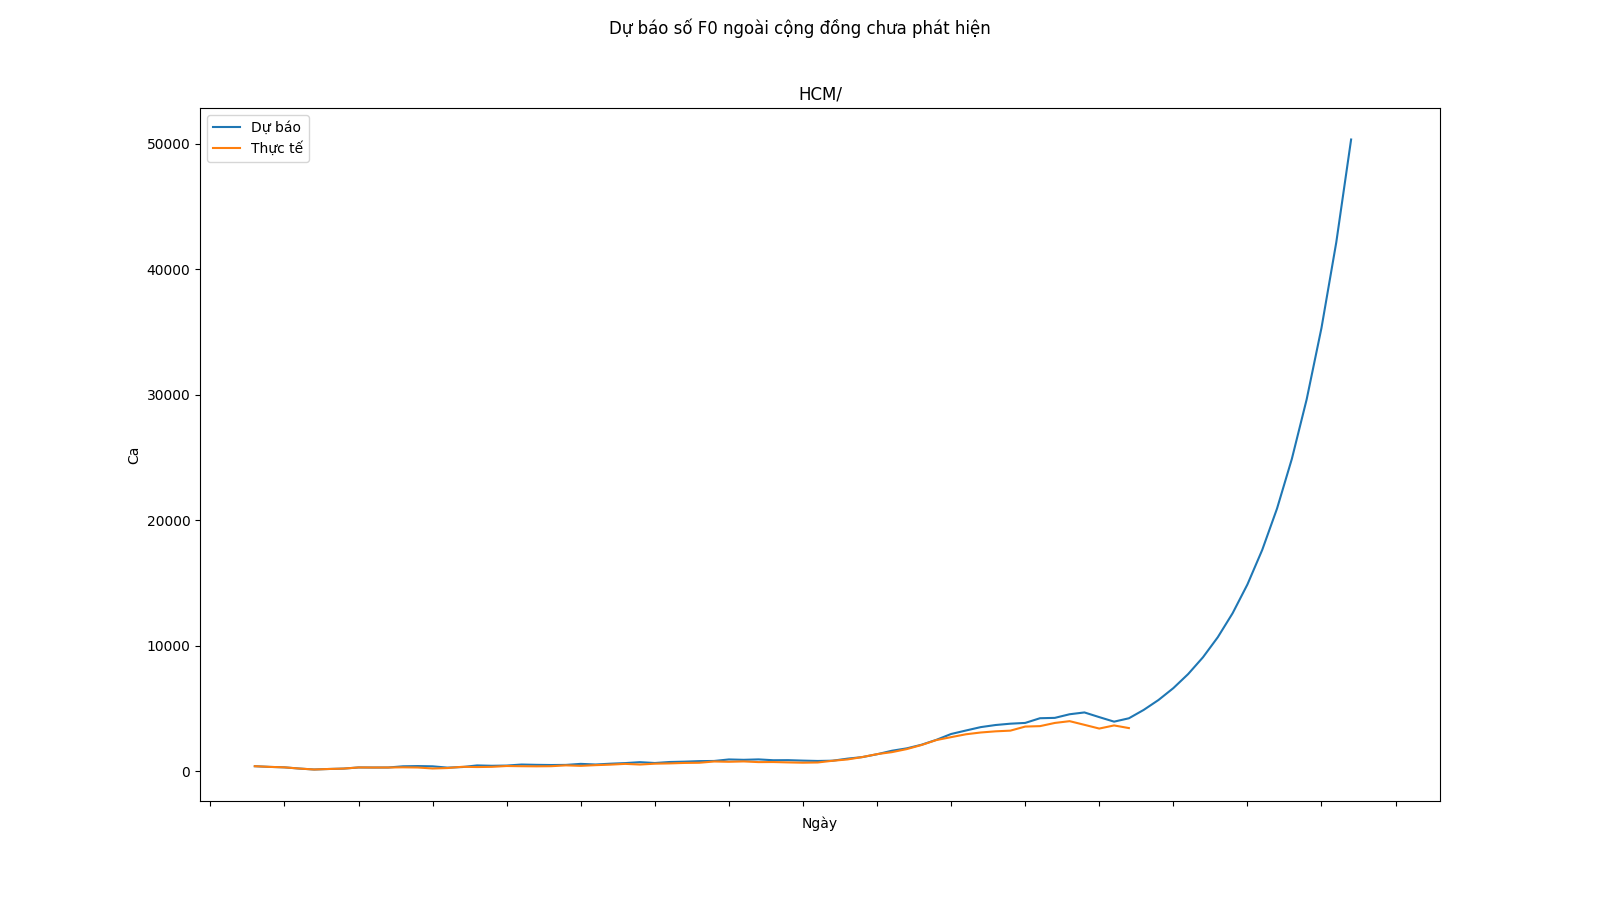 Dự báo số F0 ngoài cộng đồng chưa phát hiện
HCM/
Dự báo
Thực tế
50000
40000
30000
20000
10000
0
Ca
Ngày